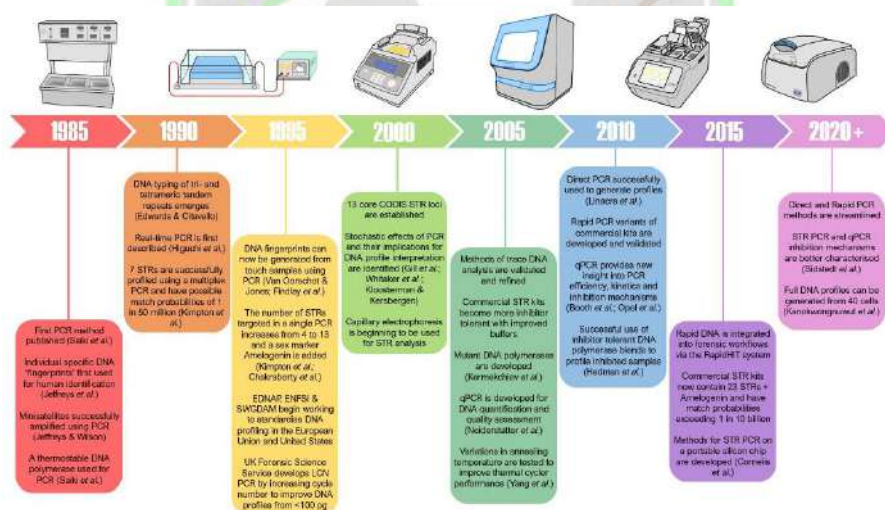 1985
1990
1995
2000
2005
2010
2015
2020+
First PCR method
published (Saiki et al.)
Individual specific DNA
'fingerprints' first used
for human identification
(Jeffreys et al.)
Minisatellites successfully
amplified using PCR
(Jeffreys & Wilson)
A thermostable DNA
polymerase used for
PCR (Saiki et al.)
DNA typing of tri- and
tetrameric tandem
repeats emerges
(Edwards &
Real-time PCR is first
described (Higuchi et al.)
7 STRs are successfully
profiled using a multiplex
PCR and have possible
match probabilities of 1
in 50 million (Kimpton et
al.)
DNA fingerprints can
now be generated from
touch samples using
PCR (Van Oorschot &
Jones; Findlay et al.)
The number of STRs
targeted in a single PCR
increases from 4 to 13
and a sex marker
Amelogenin is added
(Kimpton et al.;
Chakraborty et al.)
EDNAP, ENFSI &
SWGDAM begin working
to standardise DNA
profiling in the European
Union and United States
UK Forensic Science
Service develops LCN
PCR by increasing cycle
number to improve DNA
profiles from <100 pg
13 core CODIS STR loci
are established
Stochastic effects of PCR
and their implications for
DNA profile interpretation
are identified (Gill et al.;
Whitaker et al.;
Kloosterman &
Kersbergen)
Capillary electrophoresis
is beginning to be used
for STR analysis
Methods of trace DNA
analysis are validated
and refined
Commercial STR kits
become more inhibitor
tolerant with improved
buffers
Mutant DNA polymerases
are developed
(Kermekchiev et al.)
qPCR is developed for
DNA quantification and
quality assessment
(Neiderstatter et al.)
Variations in annealing
temperature are tested to
improve thermal cycler
performance (Yang et al.)
Direct PCR successfully
used to generate profiles
(Linacre et al.)
Rapid PCR variants of
commercial kits are
developed and validated
qPCR provides new
insight into PCR
efficiency, kinetics and
inhibition mechanisms
(Booth et al.; Opel et al.)
Successful use of
inhibitor tolerant DNA
polymerase blends to
profile inhibited samples
(Hedman et al.)
Rapid DNA is integrated
into forensic workflows
via the RapidHIT system
Commercial STR kits
now contain 23 STRs +
Amelogenin and have
match probabilities
exceeding 1 in 10 billion
Methods for STR PCR on
a portable silicon chip
are developed (Cornelis
et al.)
Direct and Rapid PCR
methods are streamlined
STR PCR and qPCR
inhibition mechanisms
are better characterised
(Sidstedt et al.)
Full DNA profiles can be
generated from 40 cells
(Kanokwongnuwut et al.)